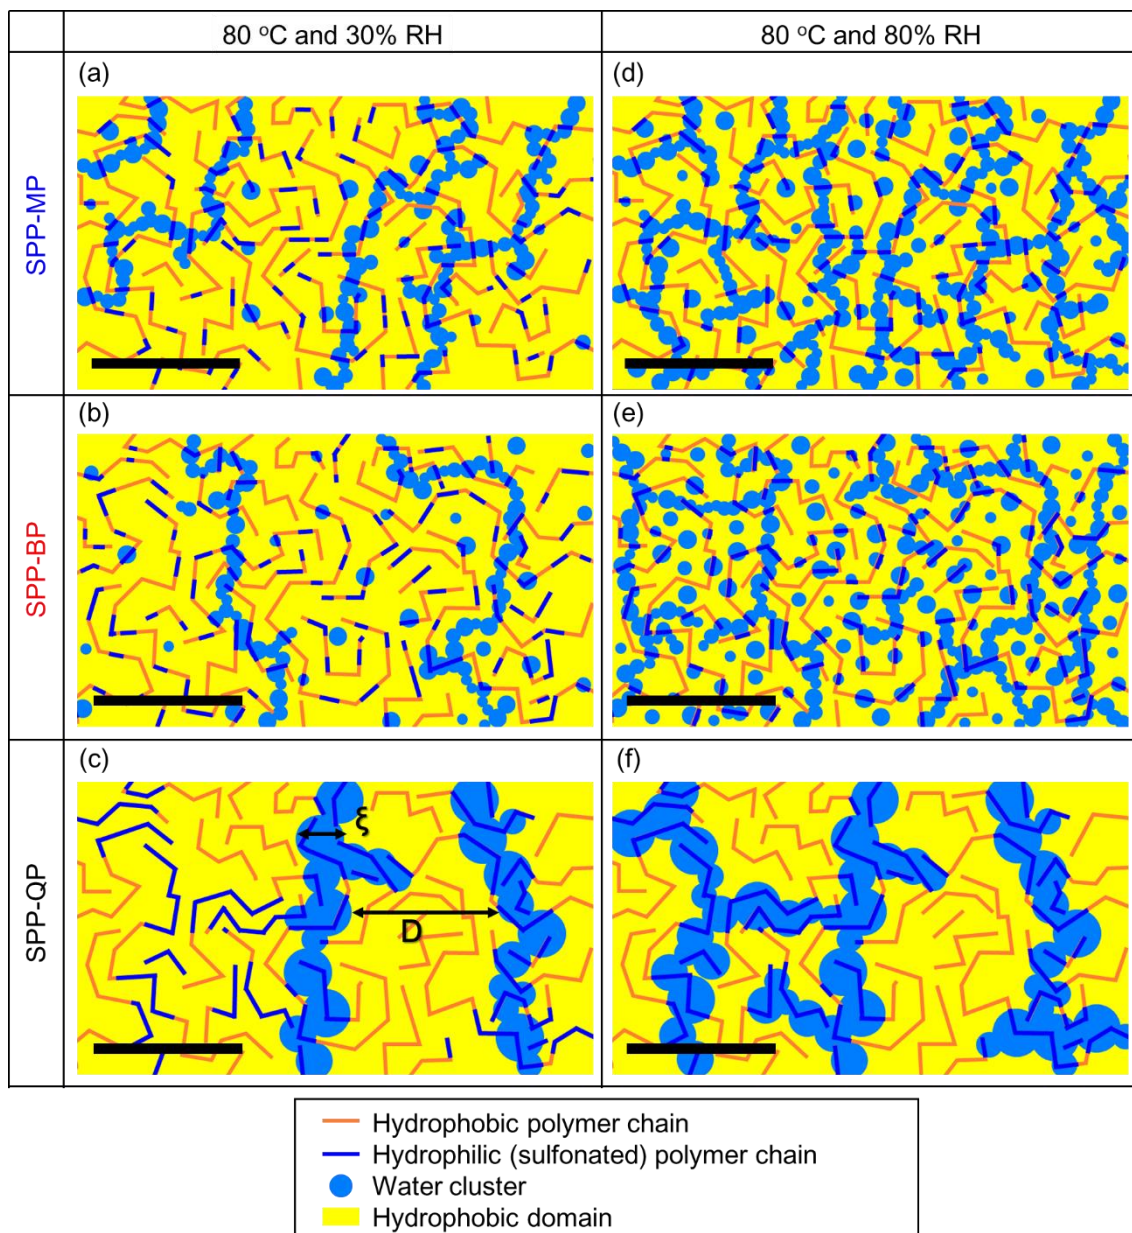 80 °C and 30% RH
80 °C and 80% RH
SPP-MP
(a)
(d)
SPP-BP
(b)
(e)
SPP-QP
(c)
(f)
ξ
D
Hydrophobic polymer chain
Hydrophilic (sulfonated) polymer chain
Water cluster
Hydrophobic domain